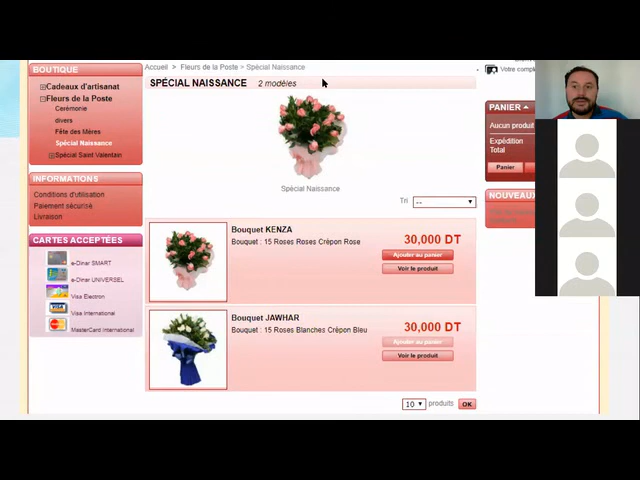 BOUTIQUE
Cadeaux d'artisanat
Fleurs de la Poste
Cérémonie
divers
Fête des Mères
Spécial Naissance
Spécial Saint Valentain
INFORMATIONS
Conditions d'utilisation
Paiement sécurisé
Livraison
CARTES ACCEPTÉES
e-Dinar SMART
e-Dinar UNIVERSEL
Visa Electron
Visa International
MasterCard International
Accueil > Fleurs de la Poste > Spécial Naissance
SPÉCIAL NAISSANCE 2 modèles
Spécial Naissance
Tri --
Bouquet KENZA
Bouquet : 15 Roses Roses Crêpon Rose
30,000 DT
Ajouter au panier
Voir le produit
Bouquet JAWHAR
Bouquet : 15 Roses Blanches Crêpon Bleu
30,000 DT
Ajouter au panier
Voir le produit
10 produits OK
Votre compte
PANIER
Aucun produit
Expédition
Total
Panier
NOUVEAUX